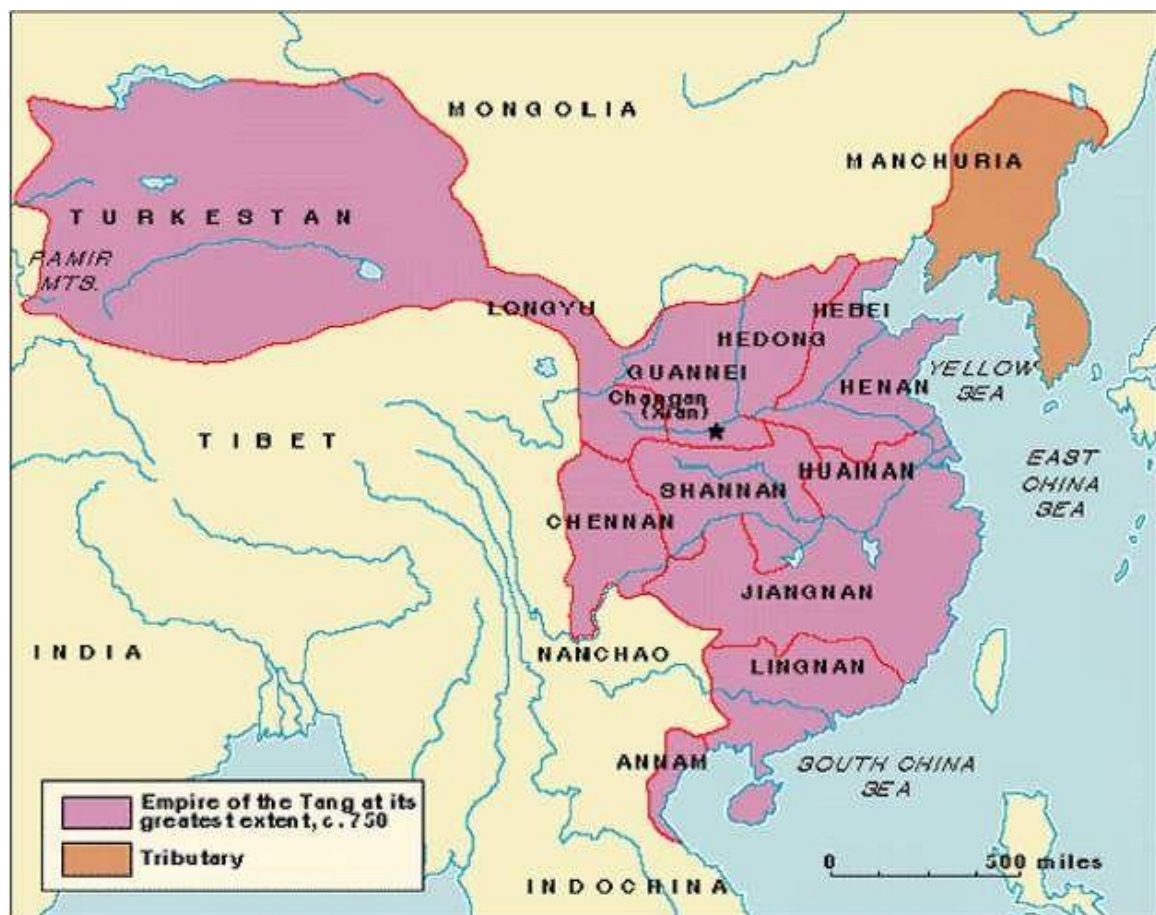 MONGOLIA
MANCHURIA
TURKESTAN
PAMIR
MTS.
LONGYU
HEBEI
HEDONG
GUANNEI
YELLOW
SEA
HENAN
Changan
(Xian)
TIBET
EAST
CHINA
SEA
HUAINAN
SHANNAN
CHENNAN
JIANGNAN
INDIA
NANCHAO
LINGNAN
ANNAM
SOUTH CHINA
SEA
Empire of the Tang at its
greatest extent, c.750
Tributary
0 500 miles
INDOCHINA